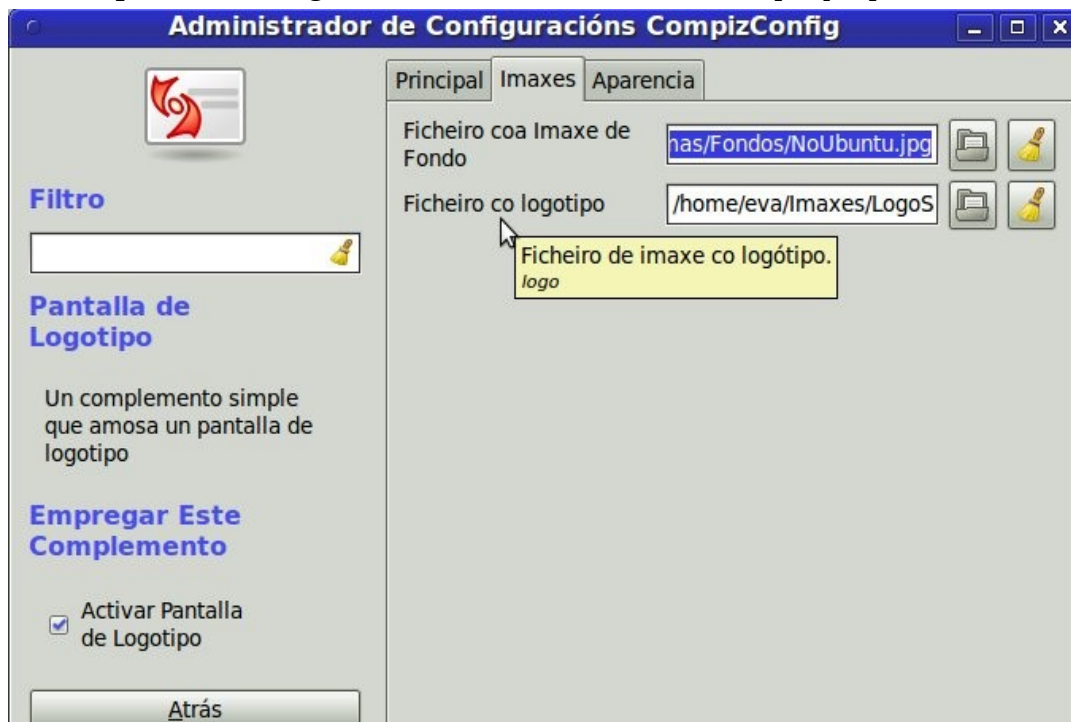 Administrador de Configuracións CompizConfig
Principal
Imaxes
Aparencia
Ficheiro coa Imaxe de
Fondo
nas/Fondos/NoUbuntu.jpg
Filtro
Ficheiro co logotipo
/home/eva/Imaxes/LogoS
Ficheiro de imaxe co logótipo.
logo
Pantalla de
Logotipo
Un complemento simple
que amosa un pantalla de
logotipo
Empregar Este
Complemento
Activar Pantalla
de Logotipo
Atrás